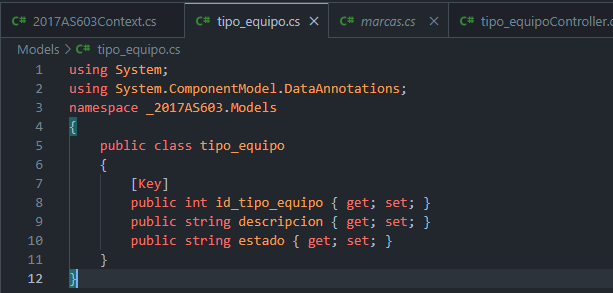 C# 2017AS603Context.cs C# tipo_equipo.cs C# marcas.cs C# tipo_equipoController.
Models > C# tipo_equipo.cs
1 using System;
2 using System.ComponentModel.DataAnnotations;
3 namespace _2017AS603.Models
4 {
5     public class tipo_equipo
6     {
7         [Key]
8         public int id_tipo_equipo { get; set; }
9         public string descripcion { get; set; }
10         public string estado { get; set; }
11     }
12 }